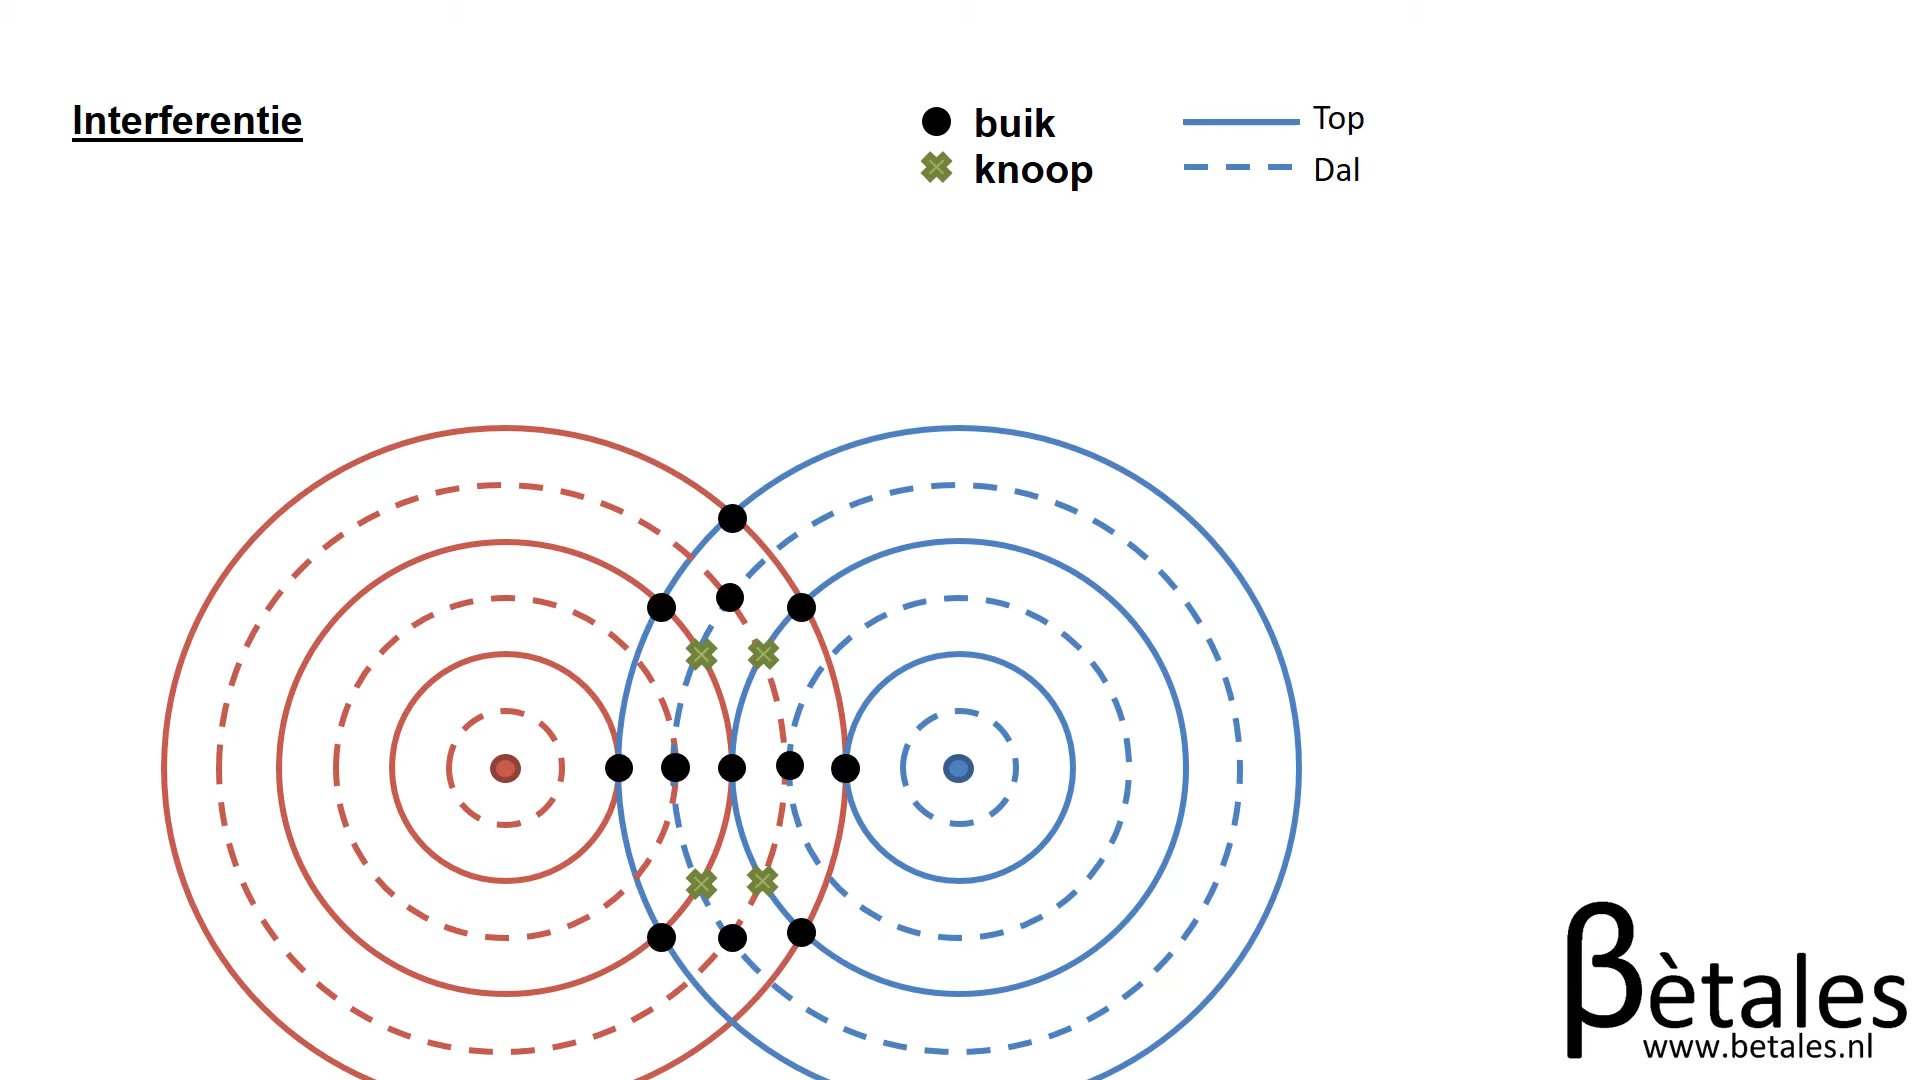 Interferentie
buik
knoop
Top
Dal
βètales
www.betales.nl